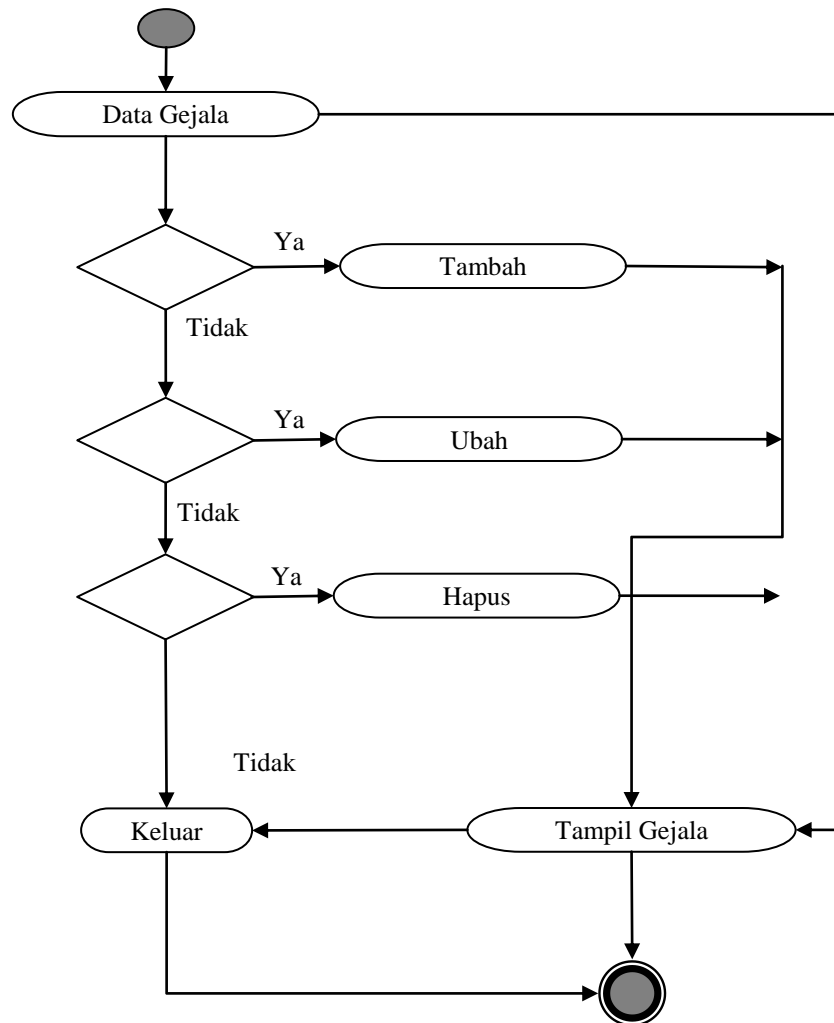 Data Gejala
Ya
Tambah
Tidak
Ya
Ubah
Tidak
Ya
Hapus
Tidak
Keluar
Tampil Gejala